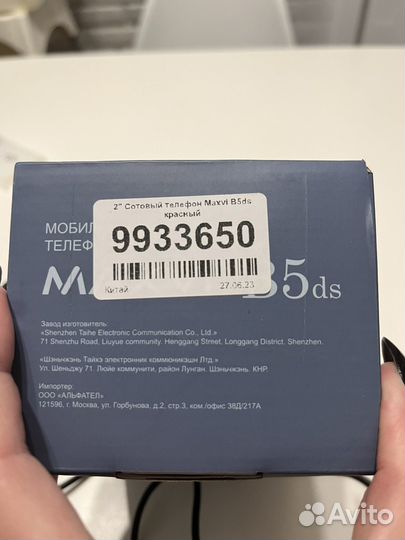 2" Сотовый телефон Maxvi B5ds
красный
9933650
Китай 27.06.23
B5ds
Завод изготовитель:
«Shenzhen Taihe Electronic Communication Co., Ltd.»
71 Shenzhu Road, Liuyue community. Henggang Strnet, Longgang District. Shenzhen.
«Шэньчжэнь Тайхэ электроник коммюникэшн Лтд.»
Ул. Шеньджу 71. Люйе коммунити, район Лунган. Шэньчжэнь. КНР.
Импортер:
ООО «АЛЬФАТЕЛ»
121596, г. Москва, ул. Горбунова, д.2, стр.3, ком./офис 38Д/217А
Avito